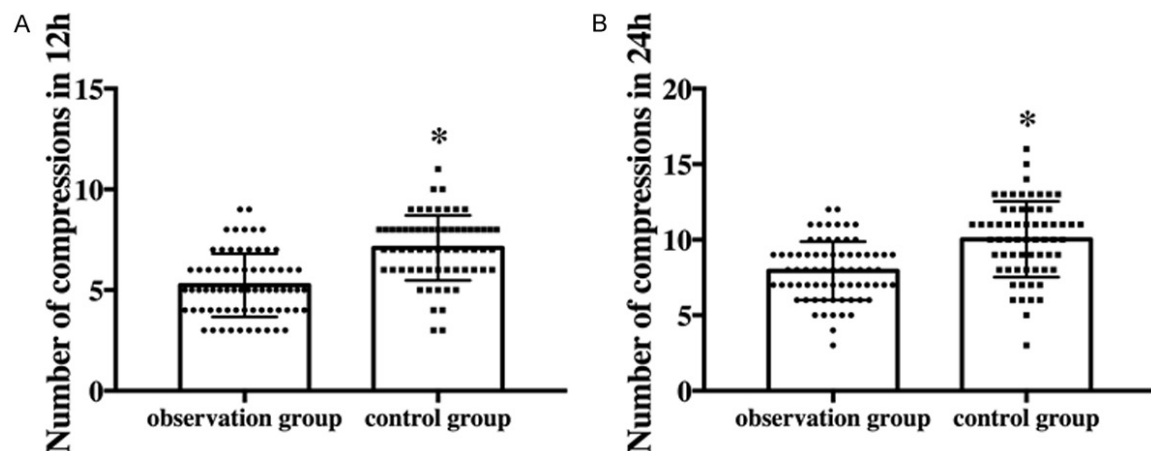 A
Number of compressions in 12h
15
10
5
0
*
observation group
control group
B
Number of compressions in 24h
20
15
10
5
0
*
observation group
control group